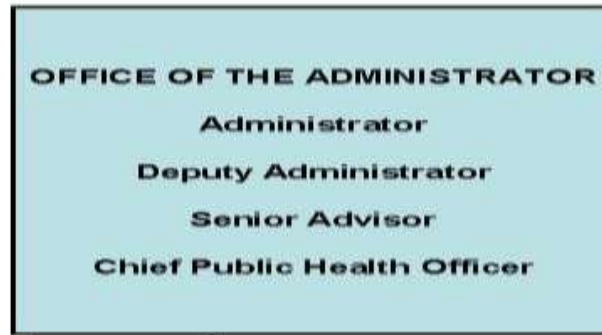 OFFICE OF THE ADMINISTRATOR
Administrator
Deputy Administrator
Senior Advisor
Chief Public Health Officer